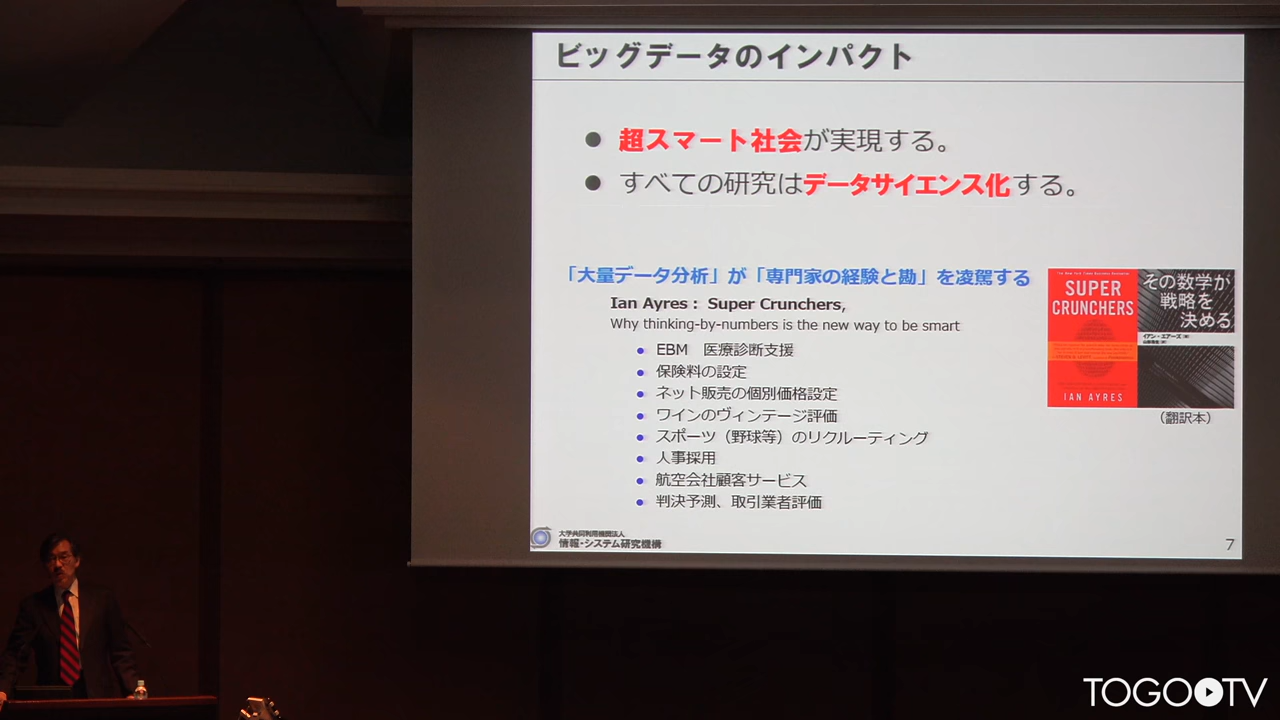 ビッグデータのインパクト
● 超スマート社会が実現する。
● すべての研究はデータサイエンス化する。
「大量データ分析」が「専門家の経験と勘」を凌駕する
Ian Ayres : Super Crunchers,
Why thinking-by-numbers is the new way to be smart
• EBM 医療診断支援
• 保険料の設定
• ネット販売の個別価格設定
• ワインのヴィンテージ評価
• スポーツ（野球等）のリクルーティング
• 人事採用
• 航空会社顧客サービス
• 判決予測、取引業者評価
SUPER
CRUNCHERS
IAN AYRES
その数学が
戦略を
決める
イアン・エアーズ
（翻訳本）
大学共同利用機関法人
情報・システム研究機構
7
TOGO TV